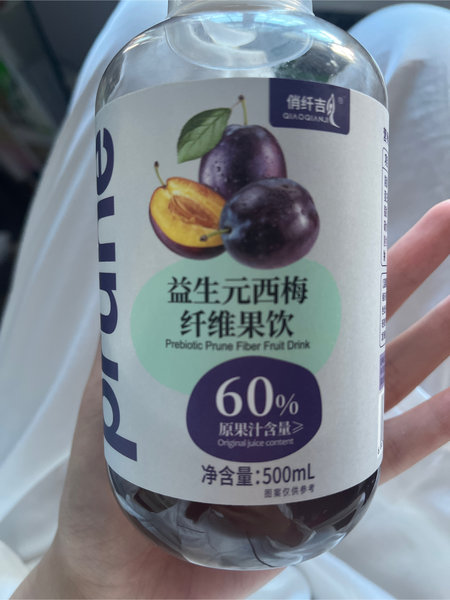 俏纤吉
QIAOQIANJI
prune
益生元西梅
纤维果饮
Prebiotic Prune Fiber Fruit Drink
60%
原果汁含量≥
Original juice content
净含量:500mL
图案仅供参考